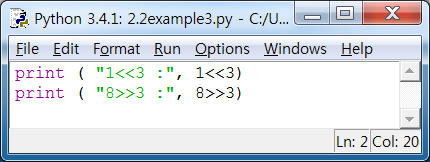 Python 3.4.1: 2.2example3.py - C:/U...
File Edit Format Run Options Windows Help
print ( "1<<3 :", 1<<3)
print ( "8>>3 :", 8>>3)
Ln: 2 Col: 20